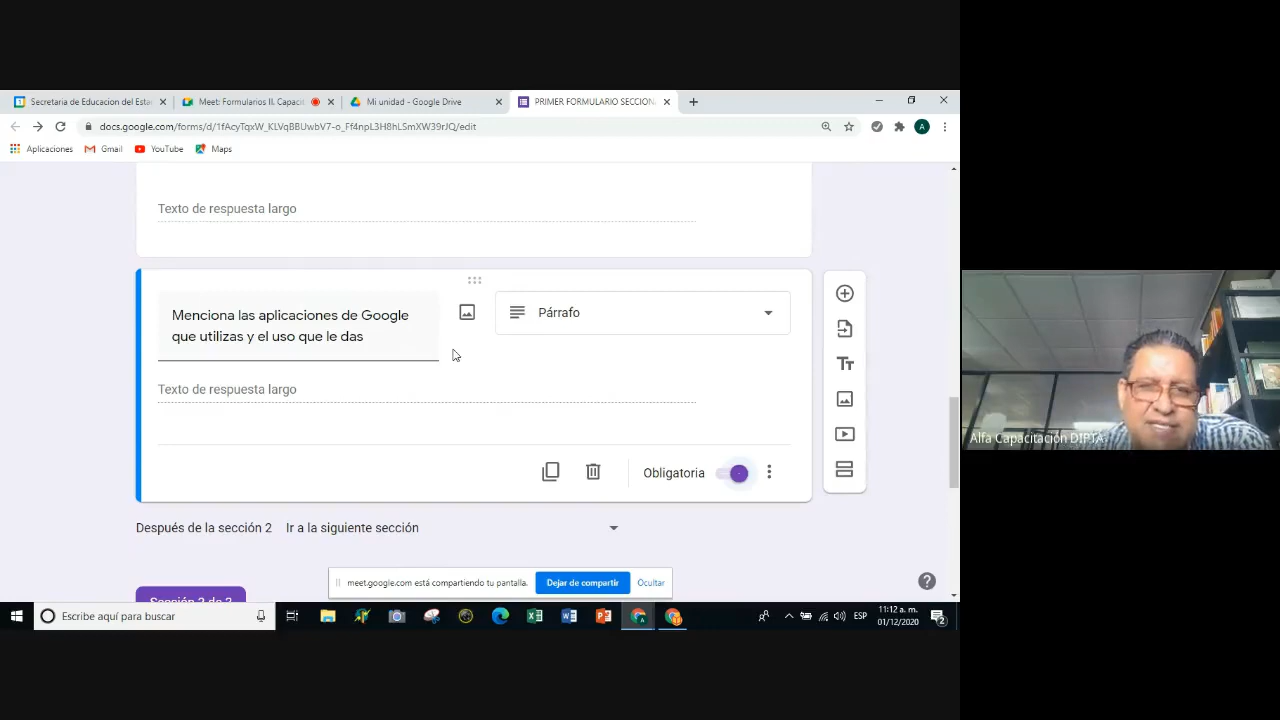 Secretaria de Educacion del Esta
Meet: Formularios II. Capaci
Mi unidad - Google Drive
PRIMER FORMULARIO SECCION
docs.google.com/forms/d/1fAcyTqxW_KLVqBBUwbV7-o_Ff4npL3H8hLSmXW39rJQ/edit
A
Aplicaciones
Gmail
YouTube
Maps
Texto de respuesta largo
Menciona las aplicaciones de Google
que utilizas y el uso que le das
Párrafo
Texto de respuesta largo
Obligatoria
Después de la sección 2 Ir a la siguiente sección
meet.google.com está compartiendo tu pantalla.
Dejar de compartir
Ocultar
Escribe aquí para buscar
ESP
11:12 a. m.
01/12/2020
2
Alfa Capacitación DIPTA